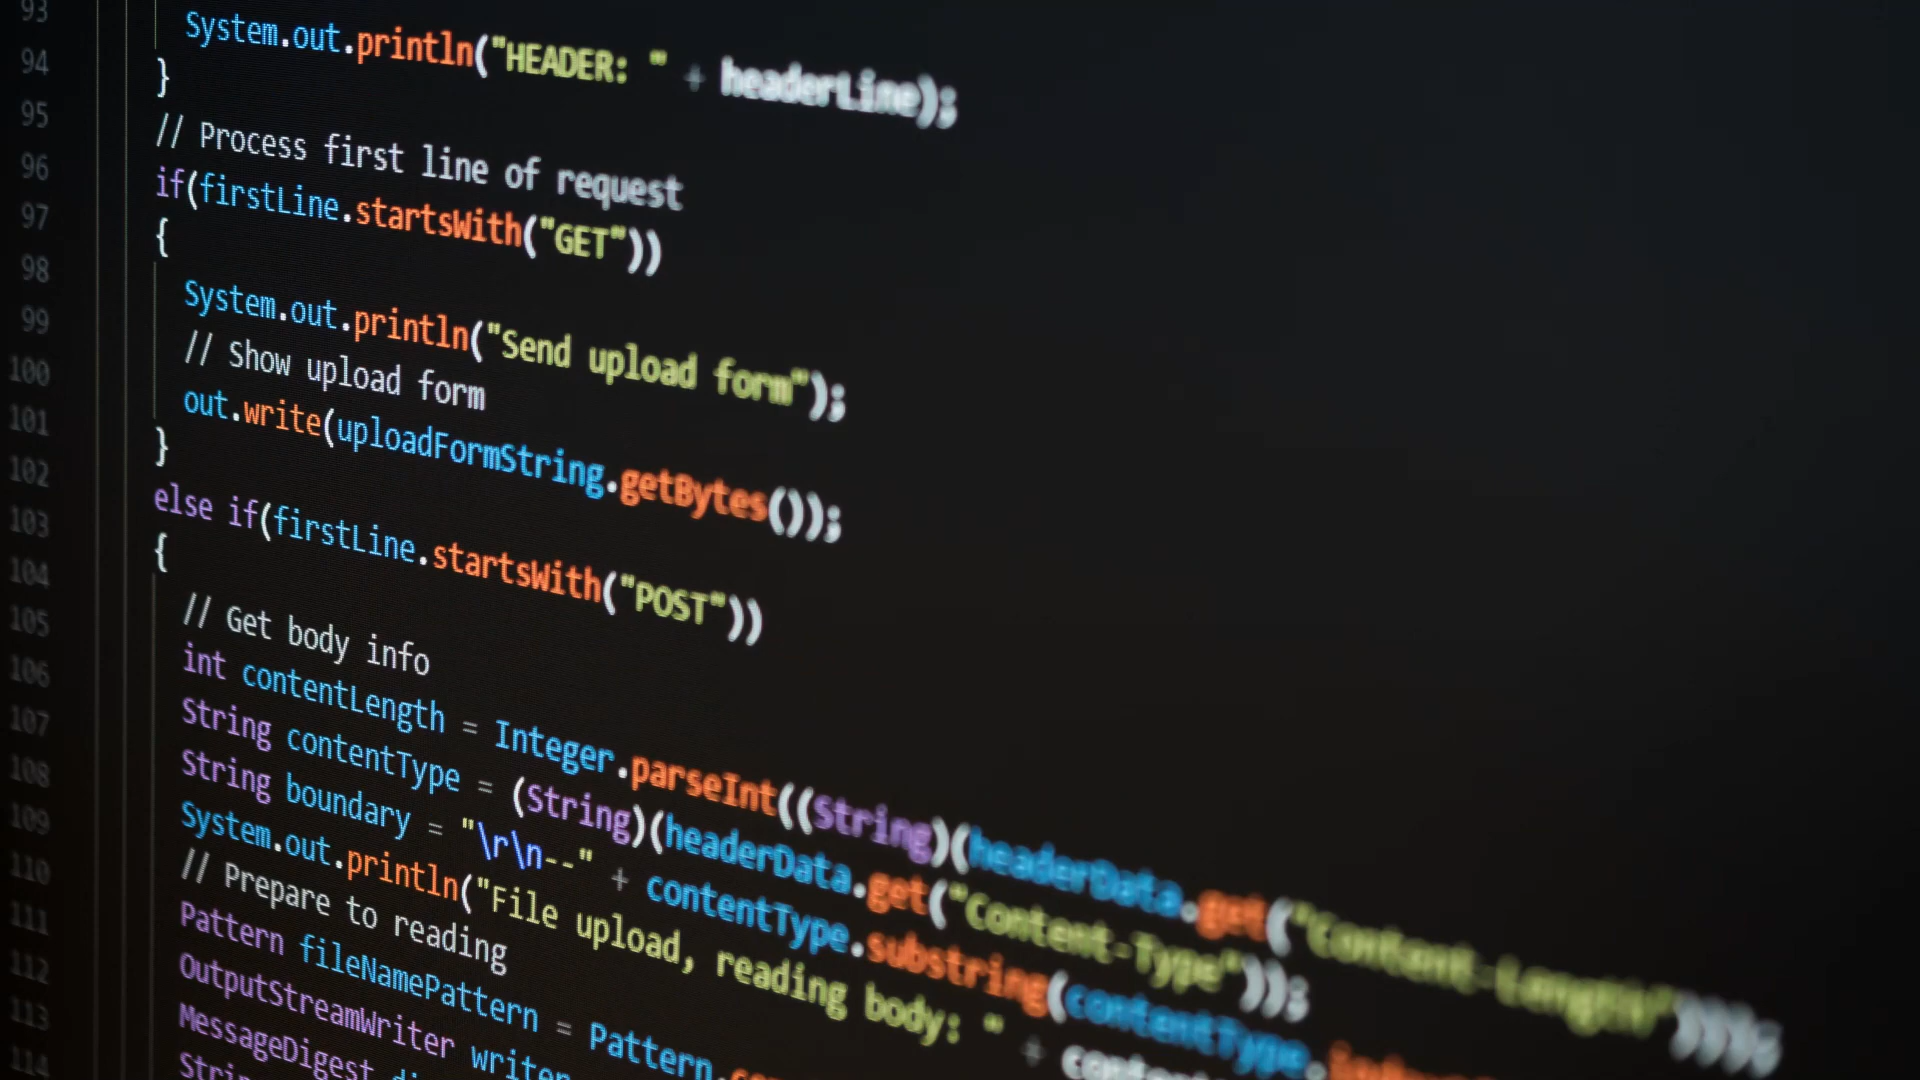 93 System.out.println("HEADER: " + headerLine);
94 }
95 // Process first line of request
96 if(firstLine.startsWith("GET"))
97 {
98 System.out.println("Send upload form");
99 // Show upload form
100 out.write(uploadFormString.getBytes());
101 }
102 else if(firstLine.startsWith("POST"))
103 {
104 // Get body info
105 int contentLength = Integer.parseInt((String)(headerData.get("Content-Length")));
106 String contentType = (String)(headerData.get("Content-Type"));
107 String boundary = "\r\n--" + contentType.substring(contentType.
108 System.out.println("File upload, reading body: " +
109 // Prepare to reading
110 Pattern fileNamePattern = Pattern.
111 OutputStreamWriter writer
112 MessageDigest
113
114